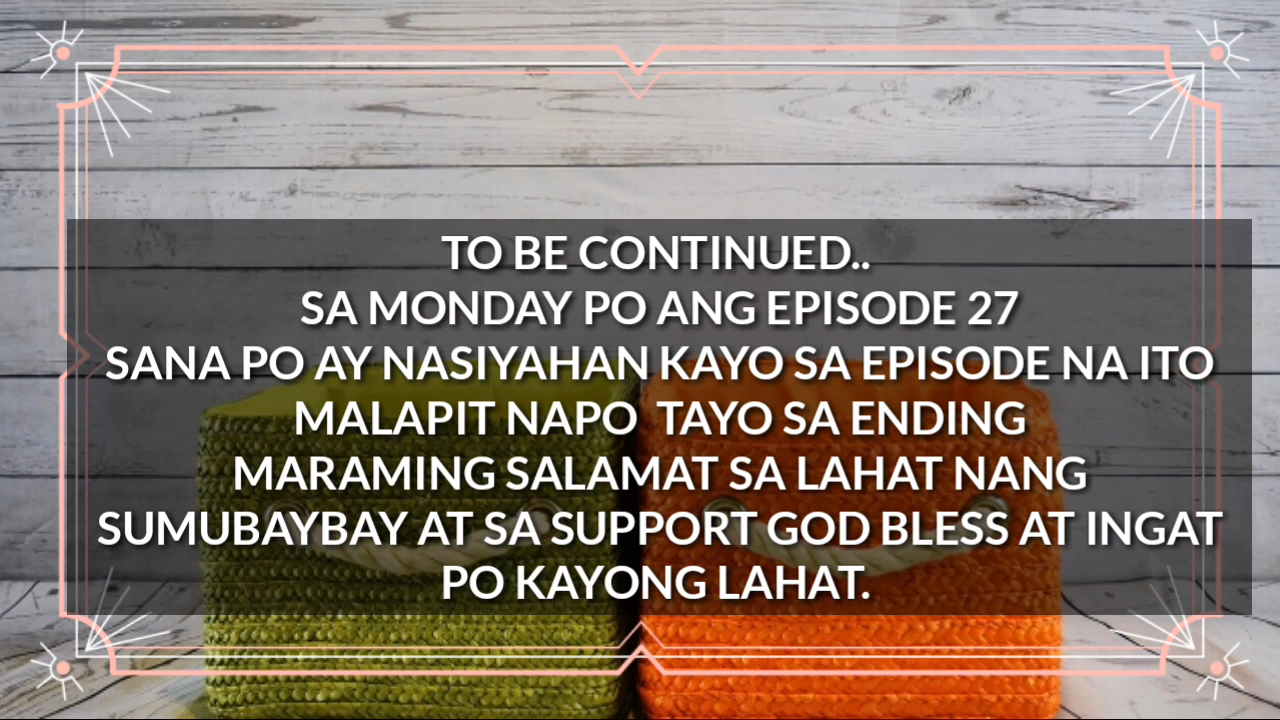 TO BE CONTINUED..
SA MONDAY PO ANG EPISODE 27
SANA PO AY NASIYAHAN KAYO SA EPISODE NA ITO
MALAPIT NAPO  TAYO SA ENDING
MARAMING SALAMAT SA LAHAT NANG
SUMUBAYBAY AT SA SUPPORT GOD BLESS AT INGAT
PO KAYONG LAHAT.